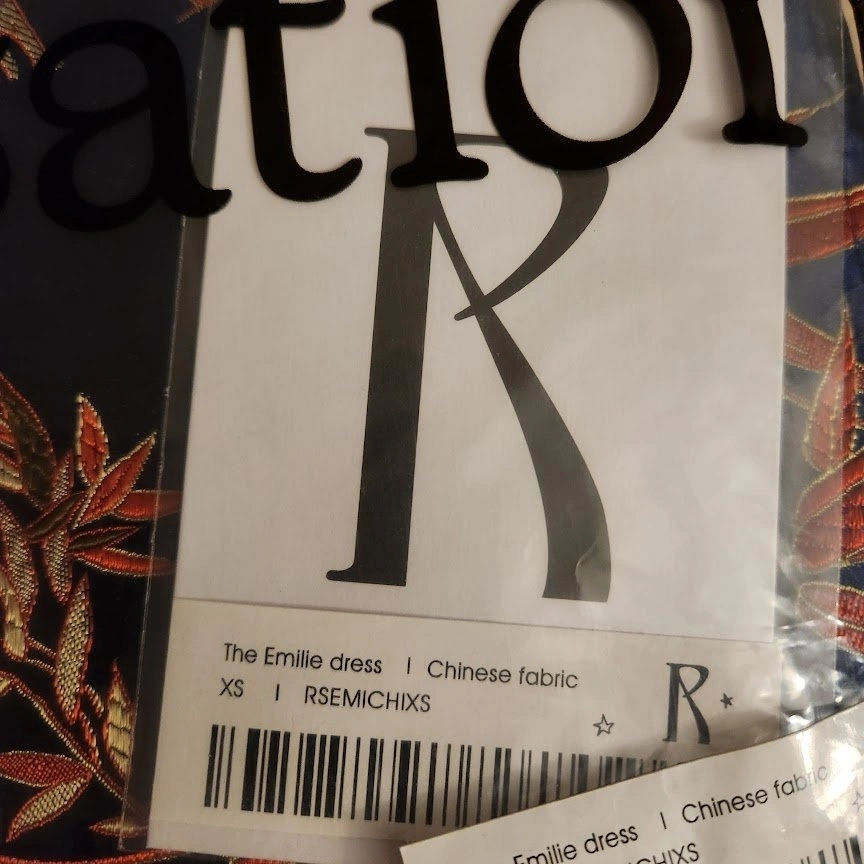 ation
R
The Emilie dress | Chinese fabric
XS | RSEMICHIXS
R
Emilie dress | Chinese fabric